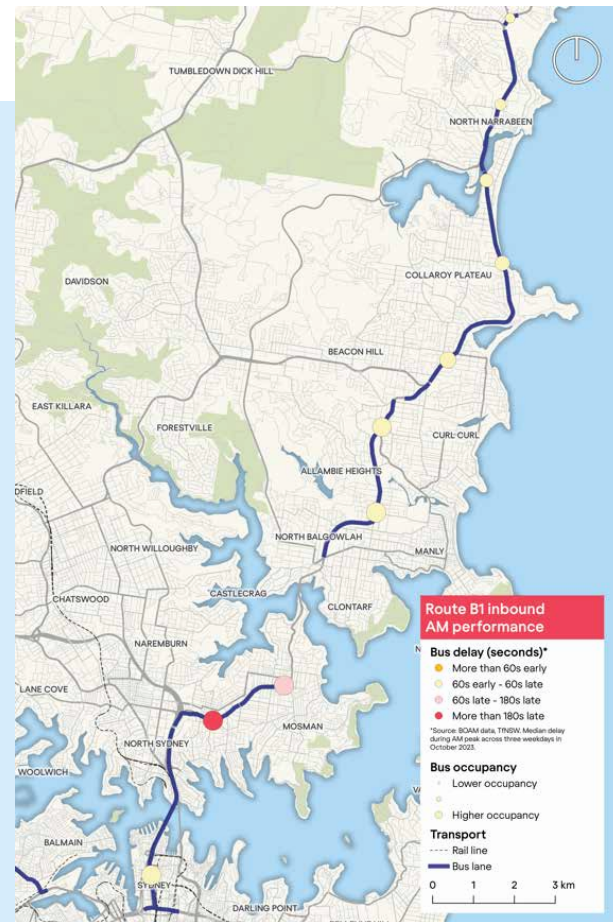 TUMBLEDOWN DICK HILL
NORTH NARRABEEN
DAVIDSON
COLLAROY PLATEAU
BEACON HILL
EAST KILLARA
FORESTVILLE
CURL CURL
ALLAMBIE HEIGHTS
NORTH WILLOUGHBY
NORTH BALGOWLAH
MANLY
CASTLECRAG
CHATSWOOD
CLONTARF
NAREMBURN
LANE COVE
MOSMAN
NORTH SYDNEY
WOOLWICH
BALMAIN
SYDNEY
DARLING POINT
Route B1 inbound
AM performance
Bus delay (seconds)*
More than 60s early
60s early - 60s late
60s late - 180s late
More than 180s late
*Source: BOAM data, TfNSW. Median delay
during AM peak across three weekdays in
October 2023.
Bus occupancy
Lower occupancy
Higher occupancy
Transport
Rail line
Bus lane
0 1 2 3 km